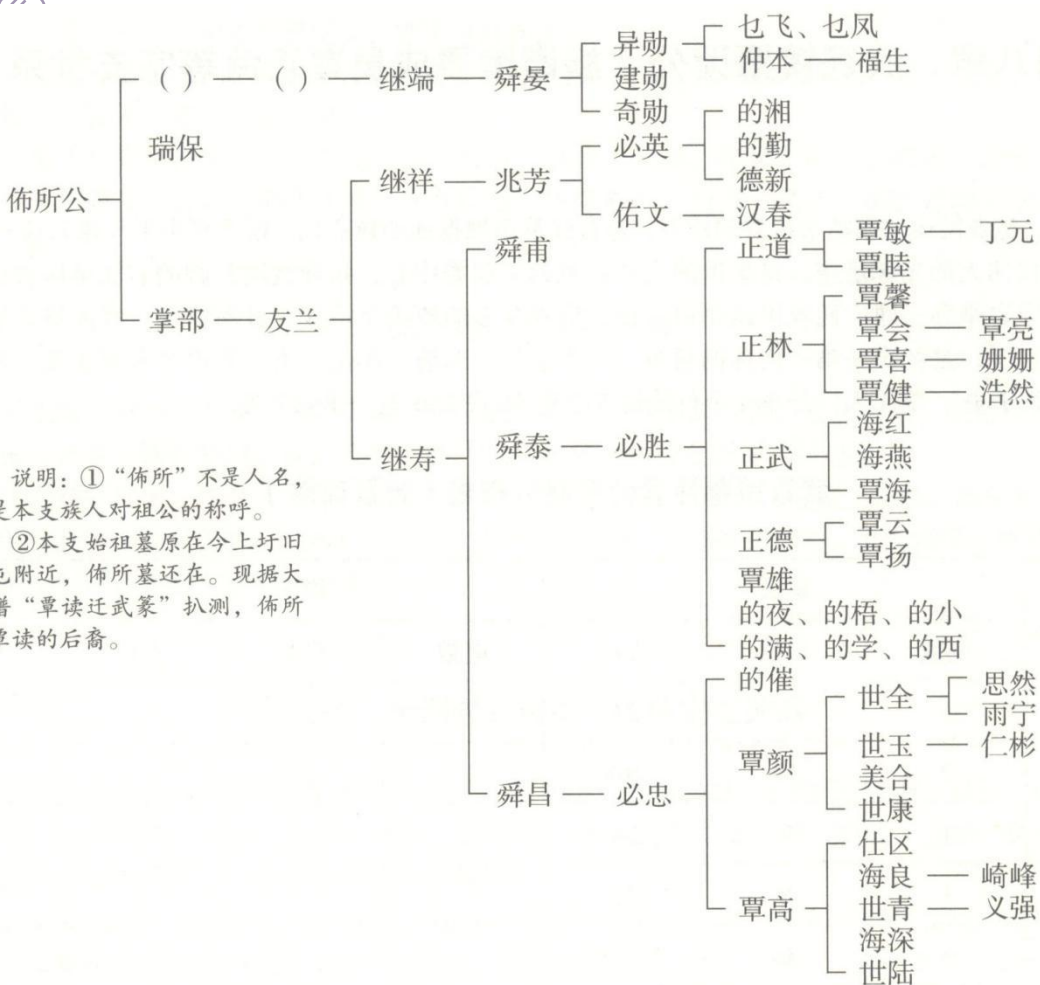 乜飞、乜凤
异勋
仲本 福生
( ) ( ) 继端 舜晏 建勋
奇勋 的湘
瑞保 必英 的勤
继祥 兆芳 德新
佈所公 佑文 汉春
舜甫 正道 覃敏 丁元
覃睦
覃馨
掌部 友兰 正林 覃会 覃亮
覃喜 姗姗
覃健 浩然
海红
继寿 舜泰 必胜 正武 海燕
覃海
说明：①“佈所”不是人名，
是本支族人对祖公的称呼。
②本支始祖墓原在今上圩旧
附近，佈所墓还在。现据大
谱“覃读迁武篆”扒测，佈所
覃读的后裔。
正德 覃云
覃扬
覃雄
的夜、的梧、的小
的满、的学、的西
的催
世全 思然
雨宁
覃颜 世玉 仁彬
美合
舜昌 必忠 世康
仕区
海良 崎峰
覃高 世青 义强
海深
世陆